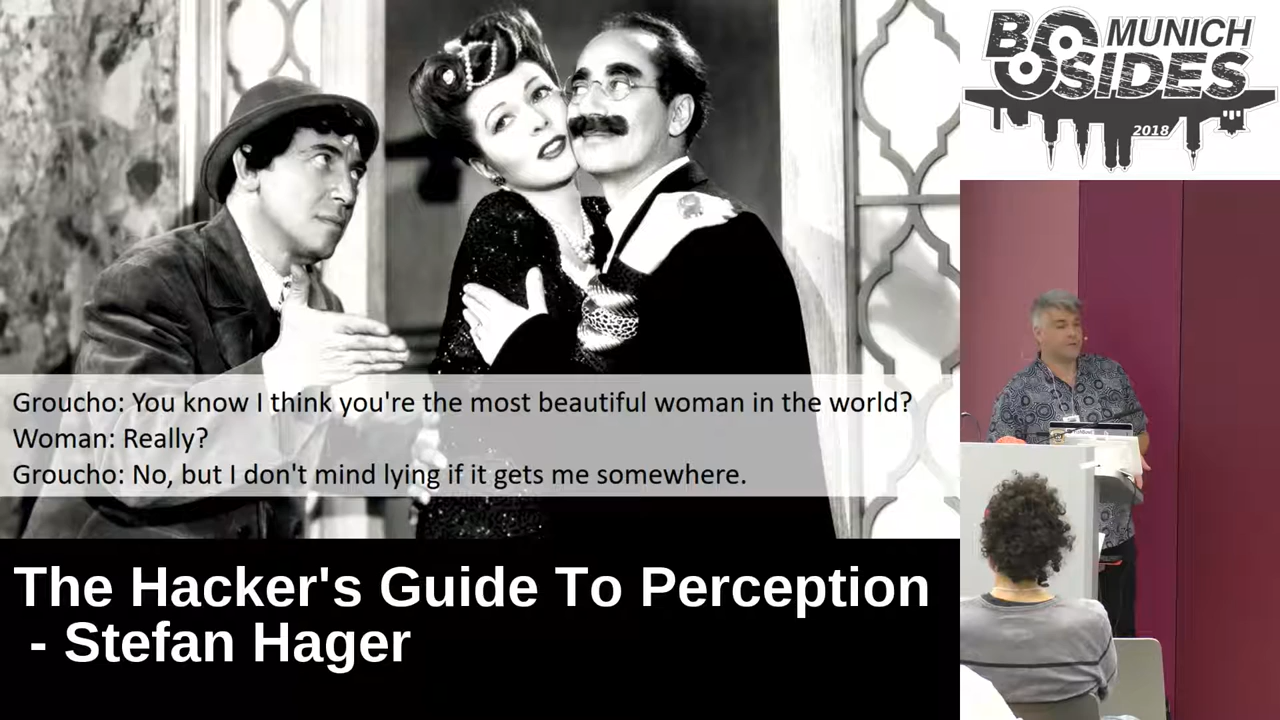 Groucho: You know I think you're the most beautiful woman in the world?
Woman: Really?
Groucho: No, but I don't mind lying if it gets me somewhere.
The Hacker's Guide To Perception
- Stefan Hager
BSIDES MUNICH
2018